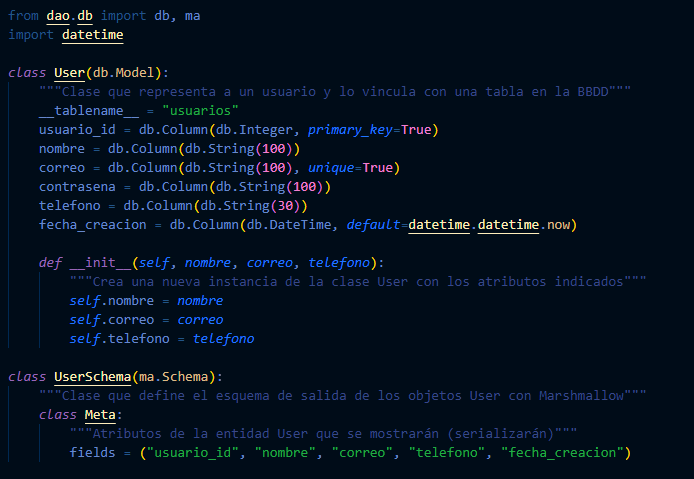 from dao.db import db, ma
import datetime
class User(db.Model):
"""Clase que representa a un usuario y lo vincula con una tabla en la BBDD"""
__tablename__ = "usuarios"
usuario_id = db.Column(db.Integer, primary_key=True)
nombre = db.Column(db.String(100))
correo = db.Column(db.String(100), unique=True)
contrasena = db.Column(db.String(100))
telefono = db.Column(db.String(30))
fecha_creacion = db.Column(db.DateTime, default=datetime.datetime.now)
def __init__(self, nombre, correo, telefono):
"""Crea una nueva instancia de la clase User con los atributos indicados"""
self.nombre = nombre
self.correo = correo
self.telefono = telefono
class UserSchema(ma.Schema):
"""Clase que define el esquema de salida de los objetos User con Marshmallow"""
class Meta:
"""Atributos de la entidad User que se mostrarán (serializarán)"""
fields = ("usuario_id", "nombre", "correo", "telefono", "fecha_creacion")